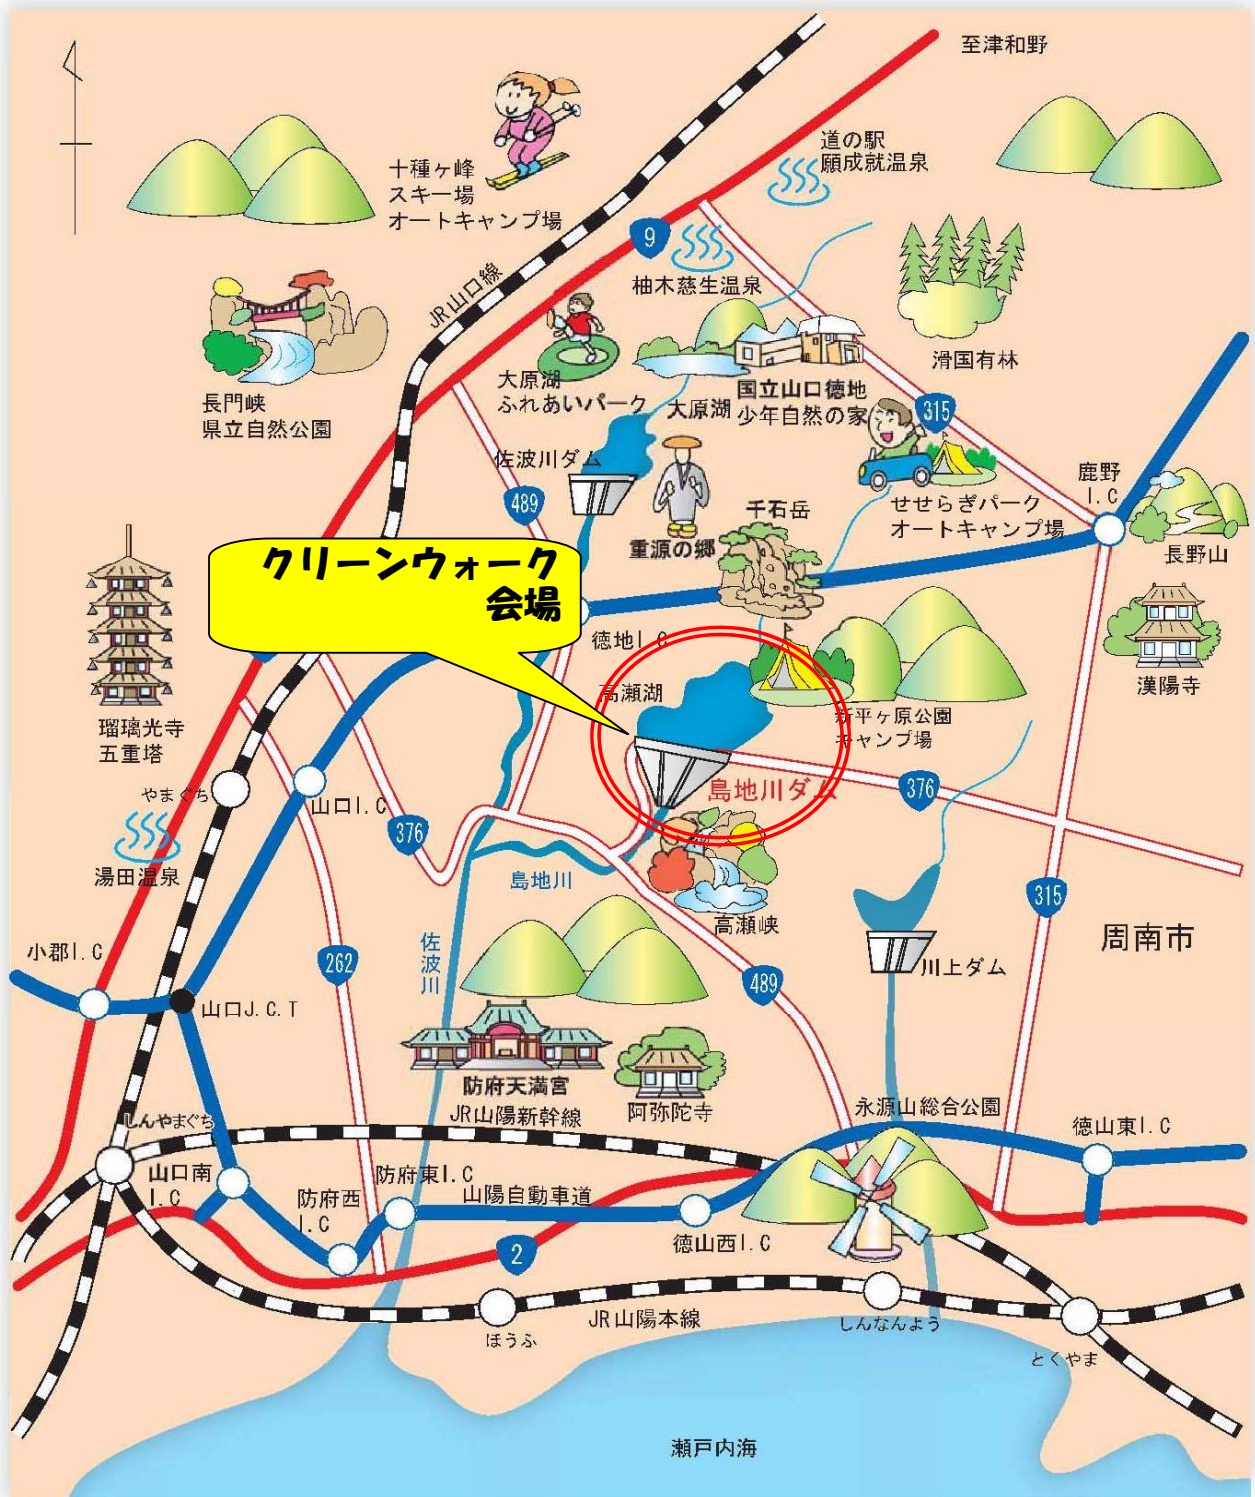 至津和野
道の駅
願成就温泉
十種ヶ峰
スキー場
オートキャンプ場
9
柚木慈生温泉
JR山口線
滑国有林
長門峡
県立自然公園
大原湖
ふれあいパーク
大原湖
国立山口徳地
少年自然の家
315
佐波川ダム
489
鹿野
I.C
せせらぎパーク
オートキャンプ場
千石岳
重源の郷
長野山
クリーンウォーク
会場
徳地I.C
漢陽寺
高瀬湖
新平ヶ原公園
キャンプ場
瑠璃光寺
五重塔
やまぐち
山口I.C
島地川ダム
376
376
湯田温泉
島地川
315
高瀬峡
周南市
小郡I.C
262
佐波川
川上ダム
489
山口J.C.T
防府天満宮
阿弥陀寺
JR山陽新幹線
永源山総合公園
徳山東I.C
しんやまぐち
山口南
I.C
防府西
I.C
防府東I.C
山陽自動車道
徳山西I.C
2
ほうふ
JR山陽本線
しんなんよう
とくやま
瀬戸内海